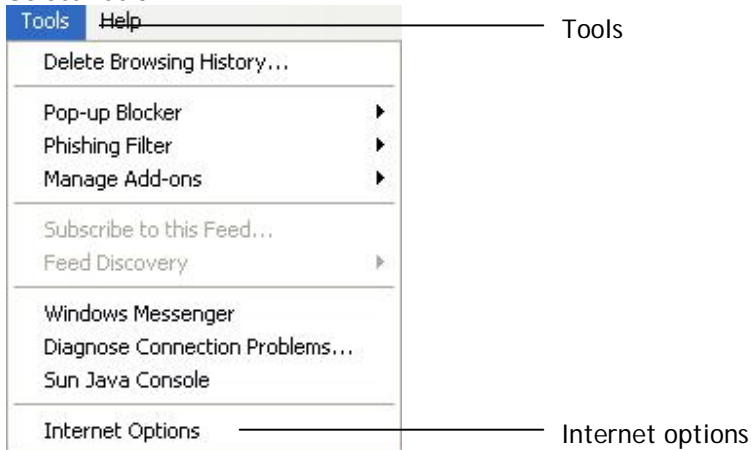 Tools Help Tools
Delete Browsing History...
Pop-up Blocker
Phishing Filter
Manage Add-ons
Subscribe to this Feed...
Feed Discovery
Windows Messenger
Diagnose Connection Problems...
Sun Java Console
Internet Options Internet options